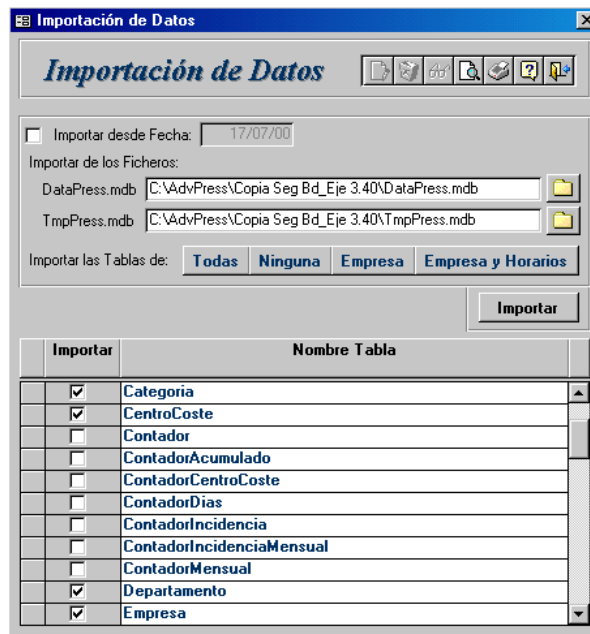 Importación de Datos
Importación de Datos
Importar desde Fecha: 17/07/00
Importar de los Ficheros:
DataPress.mdb C:\AdvPress\Copia Seg Bd_Eje 3.40\DataPress.mdb
TmpPress.mdb C:\AdvPress\Copia Seg Bd_Eje 3.40\TmpPress.mdb
Importar las Tablas de: Todas Ninguna Empresa Empresa y Horarios
Importar
Importar Nombre Tabla
Categoria
CentroCoste
Contador
ContadorAcumulado
ContadorCentroCoste
ContadorDias
ContadorIncidencia
ContadorIncidenciaMensual
ContadorMensual
Departamento
Empresa